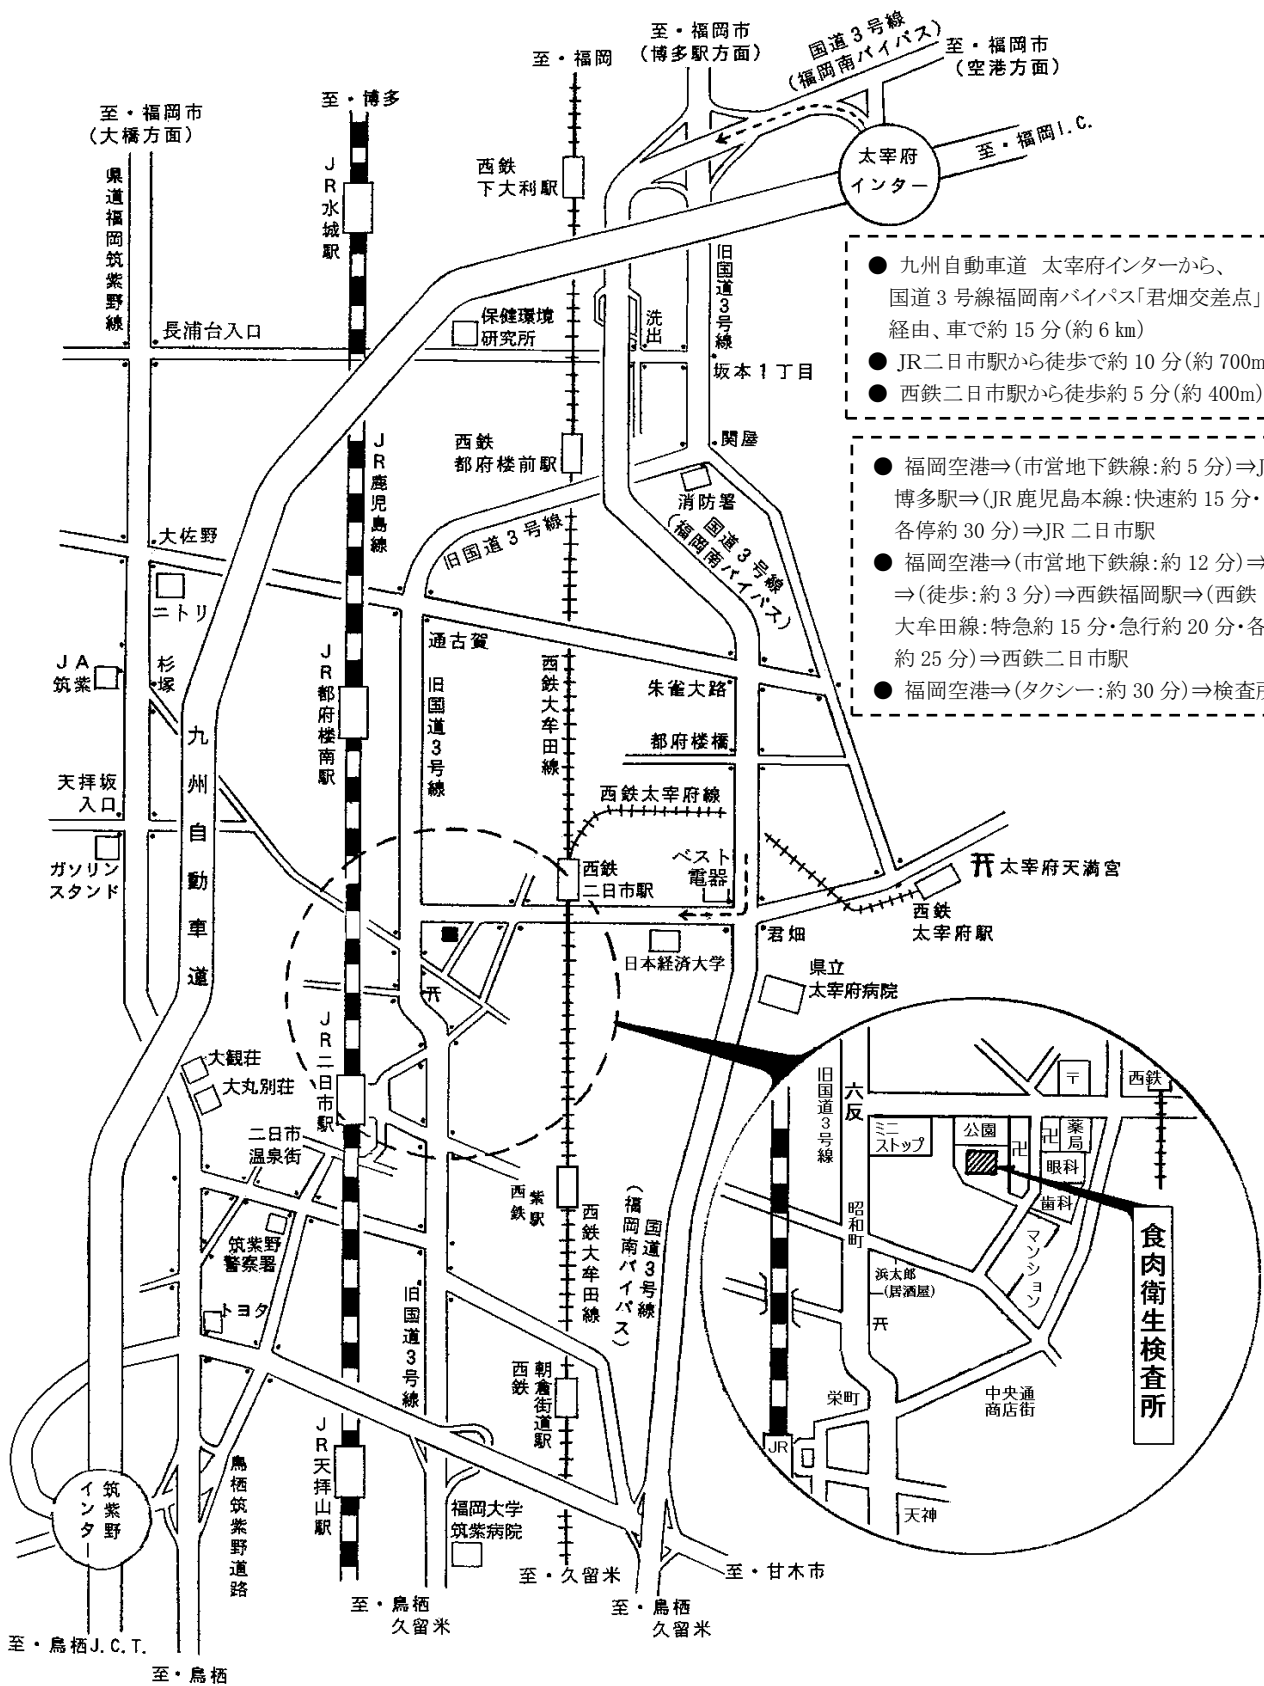 至・福岡市
(大橋方面)
至・博多
至・福岡
至・福岡市
(博多駅方面)
国道3号線
(福岡南バイパス)
至・福岡市
(空港方面)
至・福岡I.C.
太宰府
インター
県道福岡筑紫野線
JR水城駅
西鉄
下大利駅
旧国道3号線
長浦台入口
保健環境
研究所
洗出
坂本1丁目
● 九州自動車道 太宰府インターから、
国道3号線福岡南バイパス「君畑交差点」
経由、車で約15分(約6㎞)
● JR二日市駅から徒歩で約10分(約700m
● 西鉄二日市駅から徒歩約5分(約400m)
● 福岡空港⇒(市営地下鉄線:約5分)⇒J
博多駅⇒(JR鹿児島本線:快速約15分・
各停約30分)⇒JR二日市駅
● 福岡空港⇒(市営地下鉄線:約12分)⇒
⇒(徒歩:約3分)⇒西鉄福岡駅⇒(西鉄
大牟田線:特急約15分・急行約20分・各
約25分)⇒西鉄二日市駅
● 福岡空港⇒(タクシー:約30分)⇒検査所
JR鹿児島線
西鉄
都府楼前駅
関屋
消防署
旧国道3号線
国道3号線
(福岡南バイパス)
大佐野
ニトリ
通古賀
JA
筑紫
杉塚
JR都府楼南駅
旧国道3号線
西鉄大牟田線
朱雀大路
都府楼橋
九州自動車道
天拝坂
入口
西鉄太宰府線
ガソリン
スタンド
西鉄
二日市駅
ベスト
電器
太宰府天満宮
西鉄
太宰府駅
君畑
日本経済大学
県立
太宰府病院
JR二日市駅
大観荘
大丸別荘
二日市
温泉街
西鉄
紫駅
西鉄大牟田線
国道3号線
(福岡南バイパス)
筑紫野
警察署
トヨタ
旧国道3号線
西鉄
朝倉街道駅
JR天拝山駅
鳥栖筑紫野道路
筑紫野
インター
福岡大学
筑紫病院
至・久留米
至・甘木市
至・鳥栖
久留米
至・鳥栖
久留米
至・鳥栖J.C.T.
至・鳥栖
旧国道3号線
六反
〒
西鉄
ミニ
ストップ
公園
卍
卍
薬局
眼科
歯科
昭和町
マンション
浜太郎
(居酒屋)
食肉衛生検査所
栄町
中央通
商店街
JR
天神